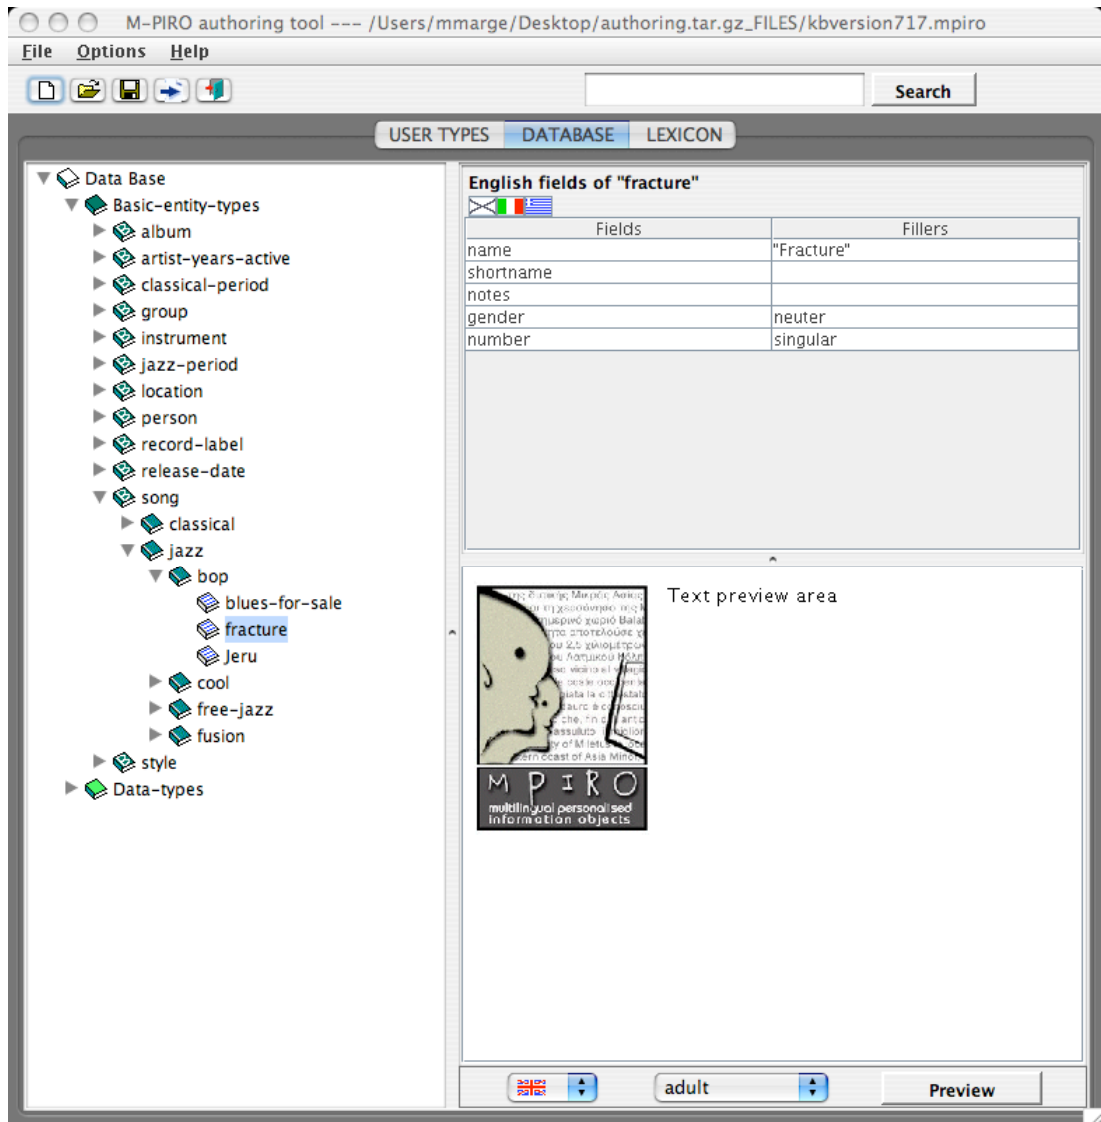 M-PIRO authoring tool --- /Users/mmarge/Desktop/authoring.tar.gz_FILES/kbversion717.mpiro
File Options Help
Search
USER TYPES DATABASE LEXICON
Data Base
Basic-entity-types
album
artist-years-active
classical-period
group
instrument
jazz-period
location
person
record-label
release-date
song
classical
jazz
bop
blues-for-sale
fracture
Jeru
cool
free-jazz
fusion
style
Data-types
English fields of "fracture"
Fields Fillers
name "Fracture"
shortname
notes
gender neuter
number singular
Text preview area
MPIRO
multilingual personalised
information objects
adult
Preview